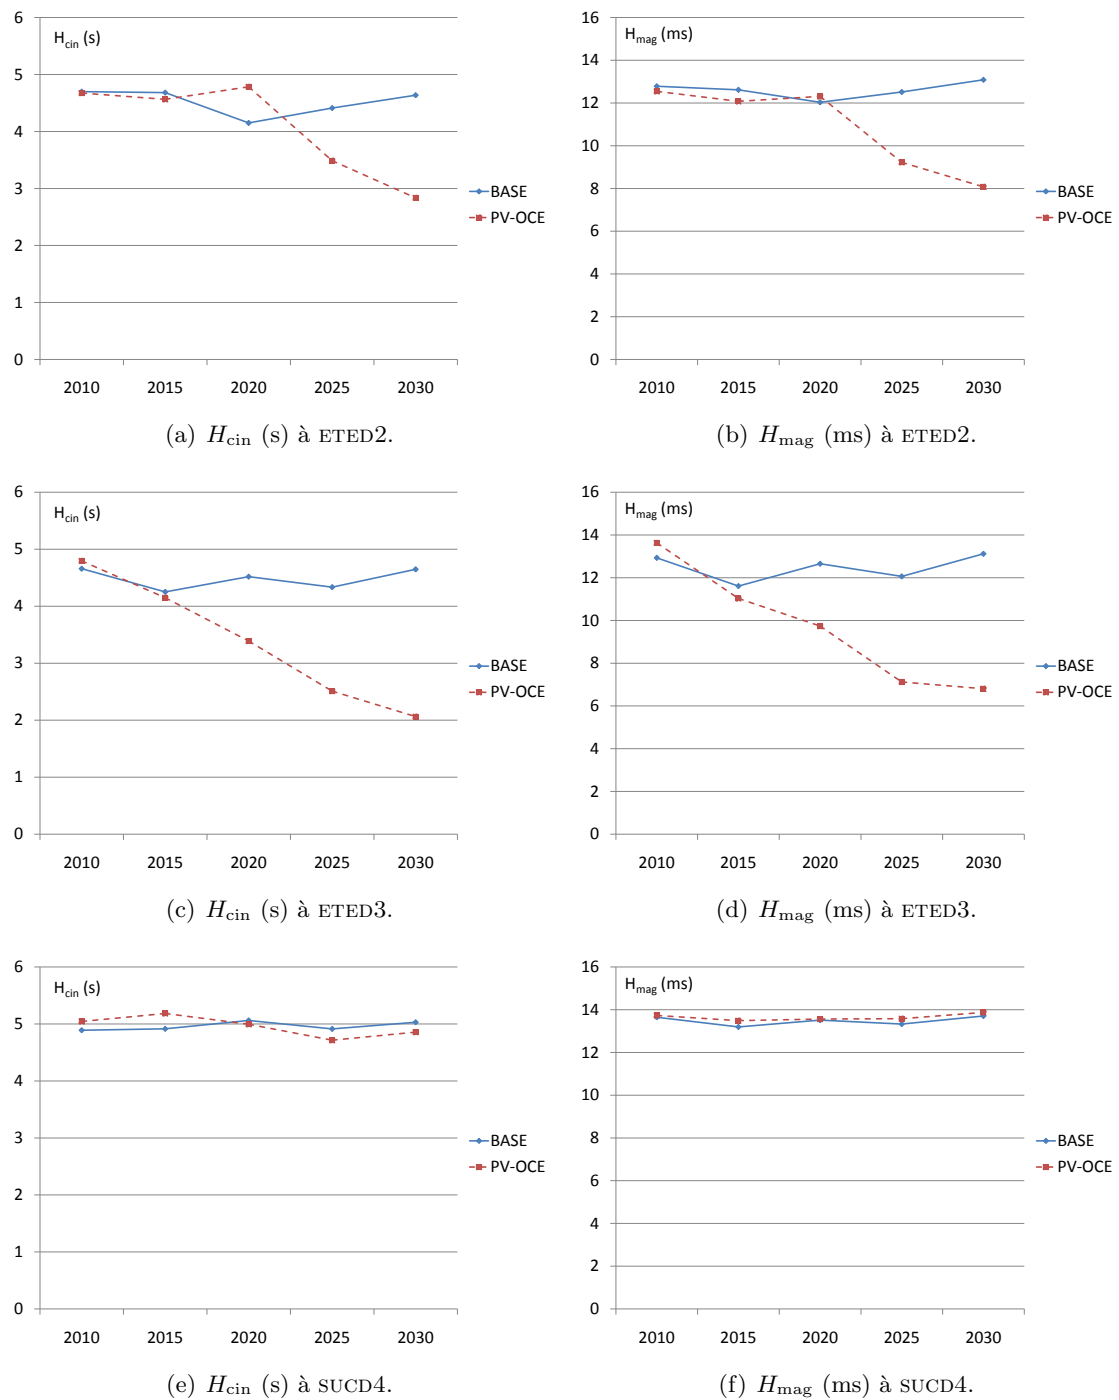 6
5
4
3
2
1
0
H_cin (s)
2010 2015 2020 2025 2030
BASE
PV-OCE
(a) H_cin (s) à ETED2.
16
14
12
10
8
6
4
2
0
H_mag (ms)
2010 2015 2020 2025 2030
BASE
PV-OCE
(b) H_mag (ms) à ETED2.
6
5
4
3
2
1
0
H_cin (s)
2010 2015 2020 2025 2030
BASE
PV-OCE
(c) H_cin (s) à ETED3.
16
14
12
10
8
6
4
2
0
H_mag (ms)
2010 2015 2020 2025 2030
BASE
PV-OCE
(d) H_mag (ms) à ETED3.
6
5
4
3
2
1
0
H_cin (s)
2010 2015 2020 2025 2030
BASE
PV-OCE
(e) H_cin (s) à SUCD4.
16
14
12
10
8
6
4
2
0
H_mag (ms)
2010 2015 2020 2025 2030
BASE
PV-OCE
(f) H_mag (ms) à SUCD4.